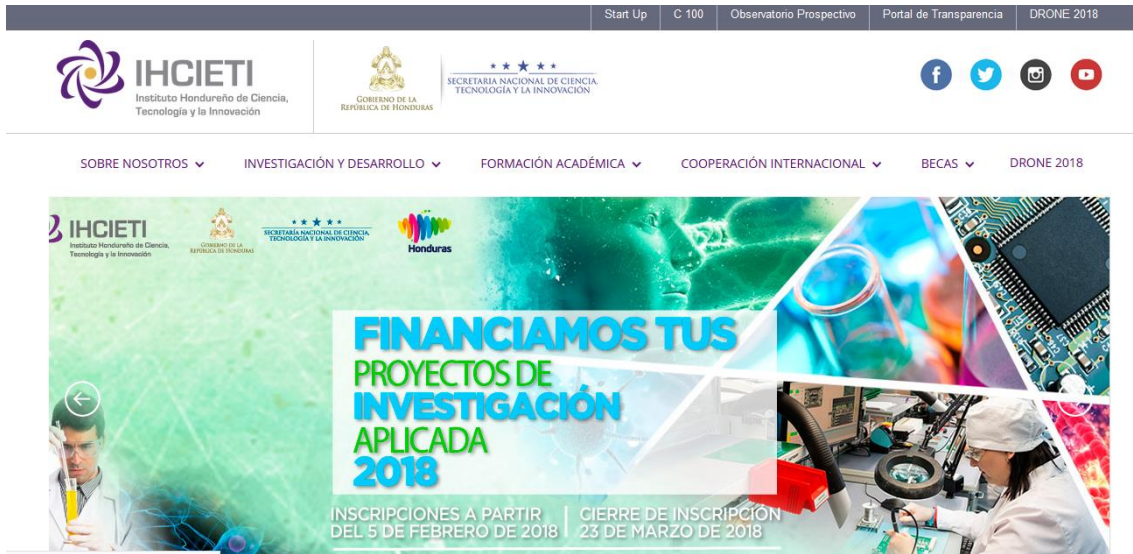 Start Up
C 100
Observatorio Prospectivo
Portal de Transparencia
DRONE 2018
IHCIETI
Instituto Hondureño de Ciencia,
Tecnología y la Innovación
GOBIERNO DE LA
REPÚBLICA DE HONDURAS
SECRETARIA NACIONAL DE CIENCIA,
TECNOLOGÍA Y LA INNOVACIÓN
SOBRE NOSOTROS
INVESTIGACIÓN Y DESARROLLO
FORMACIÓN ACADÉMICA
COOPERACIÓN INTERNACIONAL
BECAS
DRONE 2018
IHCIETI
Instituto Hondureño de Ciencia,
Tecnología y la Innovación
GOBIERNO DE LA
REPÚBLICA DE HONDURAS
SECRETARÍA NACIONAL DE CIENCIA,
TECNOLOGÍA Y LA INNOVACIÓN
Honduras
FINANCIAMOS TUS
PROYECTOS DE
INVESTIGACIÓN
APLICADA
2018
INSCRIPCIONES A PARTIR
DEL 5 DE FEBRERO DE 2018
CIERRE DE INSCRIPCIÓN
23 DE MARZO DE 2018